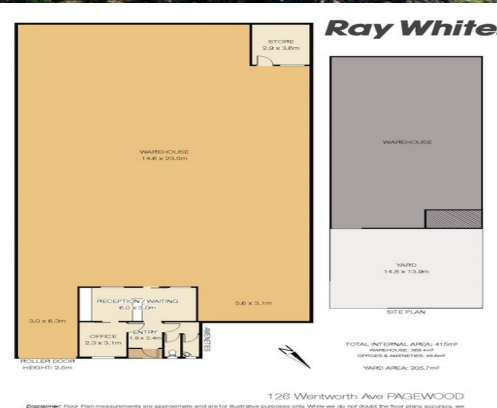 Ray White
STORE
2.9 x 3.6m
WAREHOUSE
14.6 x 23.0m
WAREHOUSE
YARD
14.8 x 13.9m
SITE PLAN
RECEPTION / WAITING
6.0 x 3.0m
3.0 x 6.3m
5.6 x 3.1m
OFFICE
2.3 x 3.1m
ENTRY
1.8 x 2.4m
AMENITIES
ROLLER DOOR
HEIGHT: 2.5m
TOTAL INTERNAL AREA: 415m²
WAREHOUSE: 369.4m²
OFFICES & AMENITIES: 45.6m²
YARD AREA: 205.7m²
126 Wentworth Ave PAGEWOOD
Disclaimer: Floor Plan measurements are approximate and are for illustrative purposes only. While we do not doubt the floor plans accuracy, we